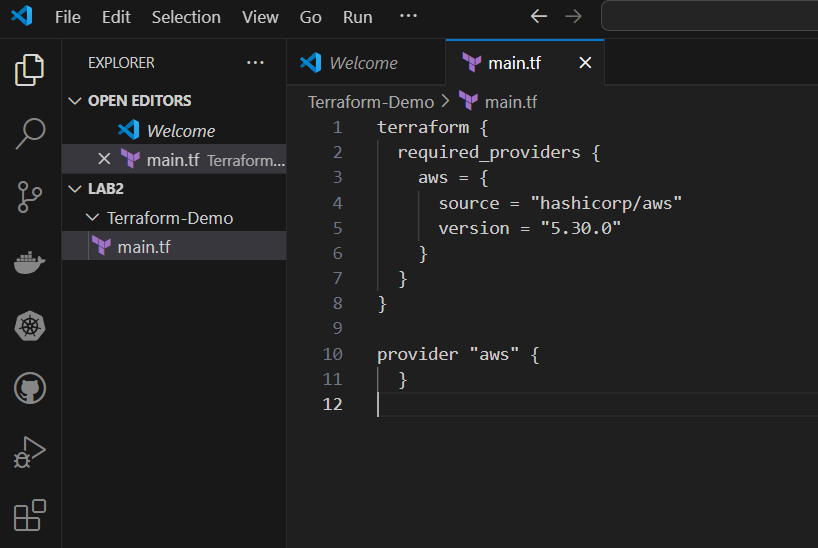 File Edit Selection View Go Run ···
EXPLORER ···
OPEN EDITORS
Welcome
main.tf Terraform...
LAB2
Terraform-Demo
main.tf
Welcome main.tf
Terraform-Demo > main.tf
1 terraform {
2   required_providers {
3     aws = {
4       source = "hashicorp/aws"
5       version = "5.30.0"
6     }
7   }
8 }
9
10 provider "aws" {
11   }
12